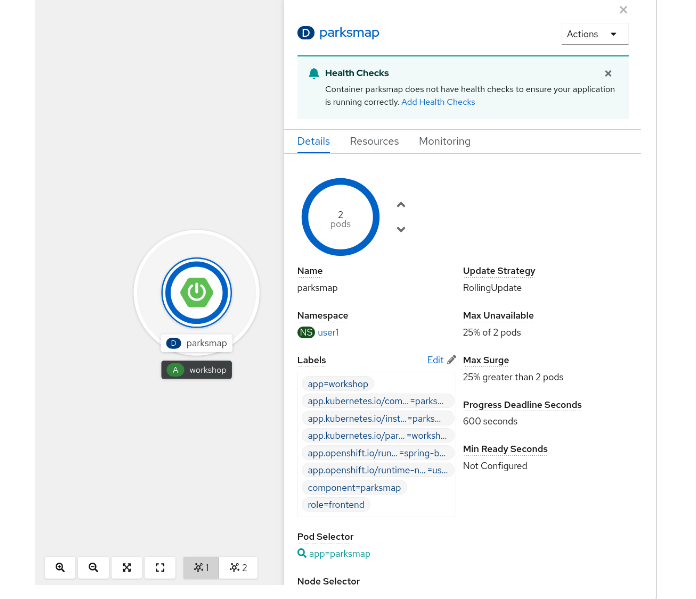 D parksmap
Actions
Health Checks
Container parksmap does not have health checks to ensure your application
is running correctly. Add Health Checks
Details Resources Monitoring
2
pods
Name
parksmap
Update Strategy
RollingUpdate
Namespace
NS user1
Max Unavailable
25% of 2 pods
Labels Edit
app=workshop
app.kubernetes.io/com... =parks...
app.kubernetes.io/inst... =parks...
app.kubernetes.io/par... =worksh...
app.openshift.io/run... =spring-b...
app.openshift.io/runtime-n... =us...
component=parksmap
role=frontend
Max Surge
25% greater than 2 pods
Progress Deadline Seconds
600 seconds
Min Ready Seconds
Not Configured
Pod Selector
app=parksmap
Node Selector
D parksmap
A workshop
1 2